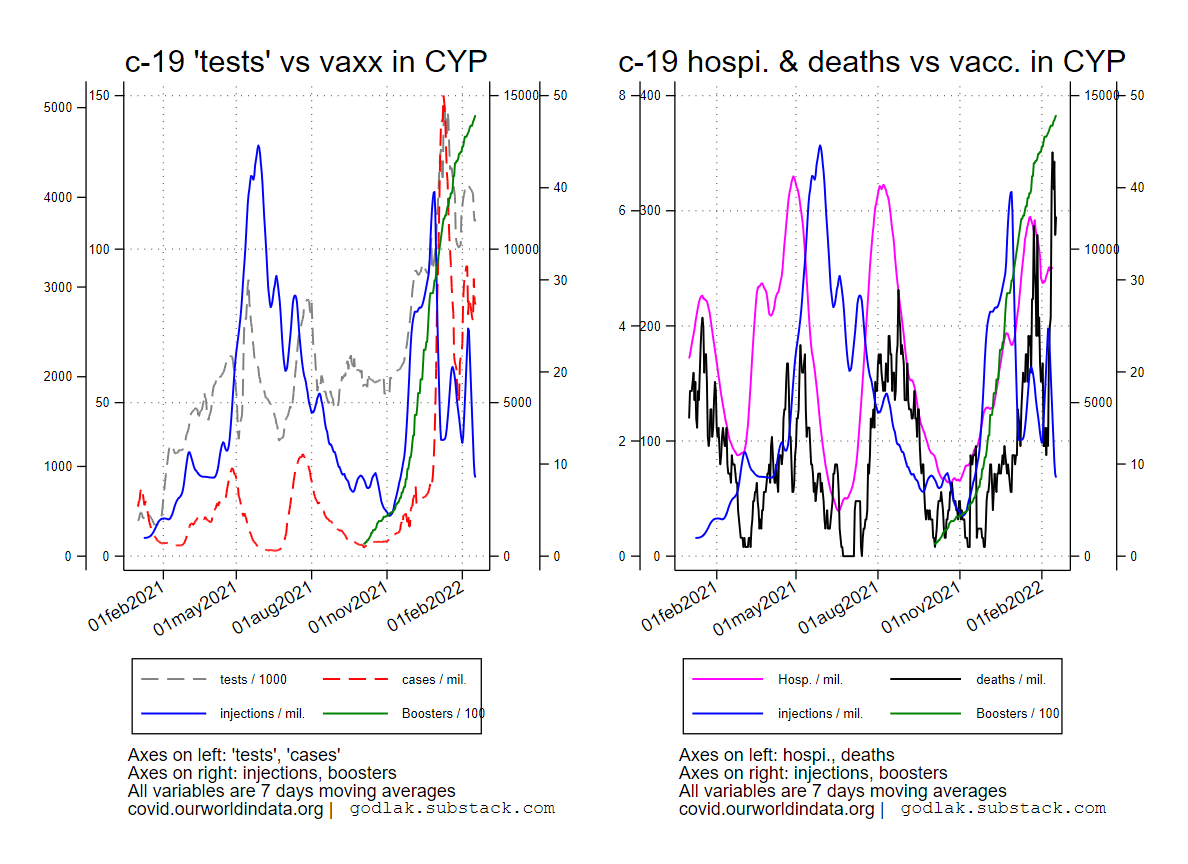 c-19 'tests' vs vaxx in CYP
5000
4000
3000
2000
1000
0
150
100
50
0
15000
10000
5000
0
50
40
30
20
10
0
01feb2021
01may2021
01aug2021
01nov2021
01feb2022
tests / 1000
cases / mil.
injections / mil.
Boosters / 100
Axes on left: 'tests', 'cases'
Axes on right: injections, boosters
All variables are 7 days moving averages
covid.ourworldindata.org | godlak.substack.com
c-19 hospi. & deaths vs vacc. in CYP
8
6
4
2
0
400
300
200
100
0
15000
10000
5000
0
50
40
30
20
10
0
01feb2021
01may2021
01aug2021
01nov2021
01feb2022
Hosp. / mil.
deaths / mil.
injections / mil.
Boosters / 100
Axes on left: hospi., deaths
Axes on right: injections, boosters
All variables are 7 days moving averages
covid.ourworldindata.org | godlak.substack.com